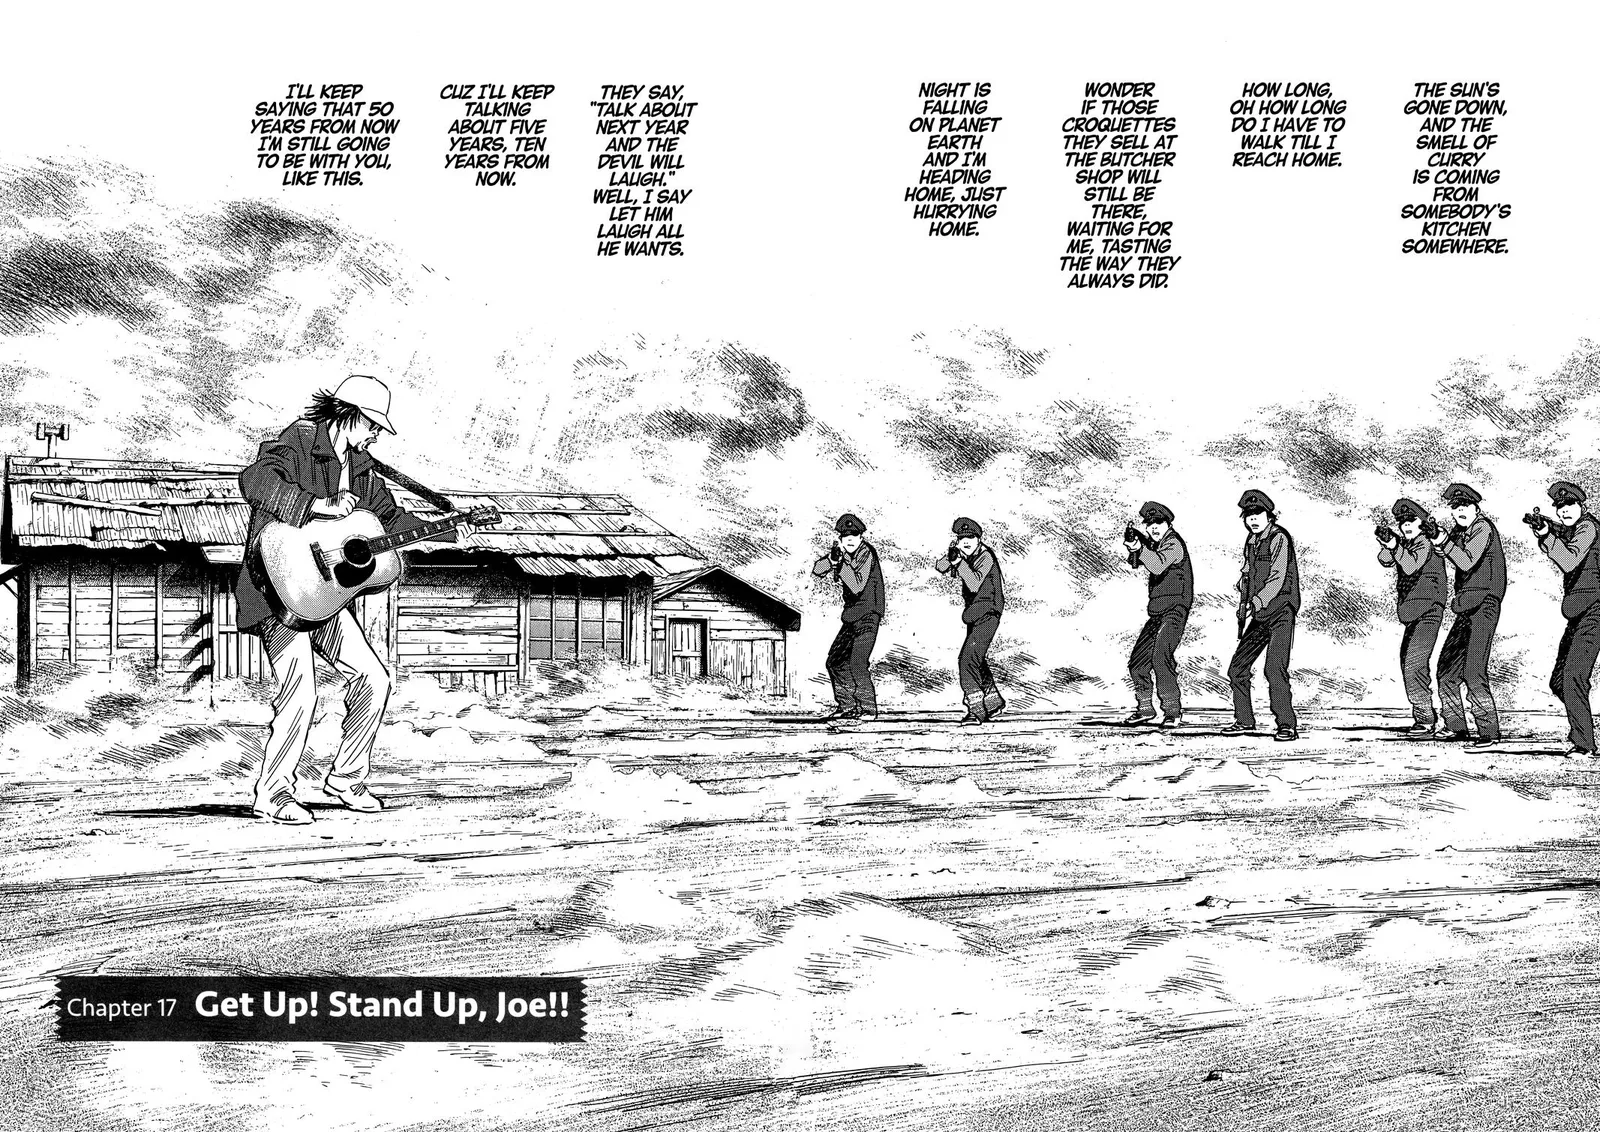 THE SUN'S
GONE DOWN,
AND THE
SMELL OF
CURRY
IS COMING
FROM
SOMEBODY'S
KITCHEN
SOMEWHERE.
HOW LONG,
OH HOW LONG
DO I HAVE TO
WALK TILL I
REACH HOME.
WONDER
IF THOSE
CROQUETTES
THEY SELL AT
THE BUTCHER
SHOP WILL
STILL BE
THERE,
WAITING FOR
ME, TASTING
THE WAY THEY
ALWAYS DID.
NIGHT IS
FALLING
ON PLANET
EARTH
AND I'M
HEADING
HOME, JUST
HURRYING
HOME.
THEY SAY,
"TALK ABOUT
NEXT YEAR
AND THE
DEVIL WILL
LAUGH."
WELL, I SAY
LET HIM
LAUGH ALL
HE WANTS.
CUZ I'LL KEEP
TALKING
ABOUT FIVE
YEARS, TEN
YEARS FROM
NOW.
I'LL KEEP
SAYING THAT 50
YEARS FROM NOW
I'M STILL GOING
TO BE WITH YOU,
LIKE THIS.
Chapter 17 Get Up! Stand Up, Joe!!